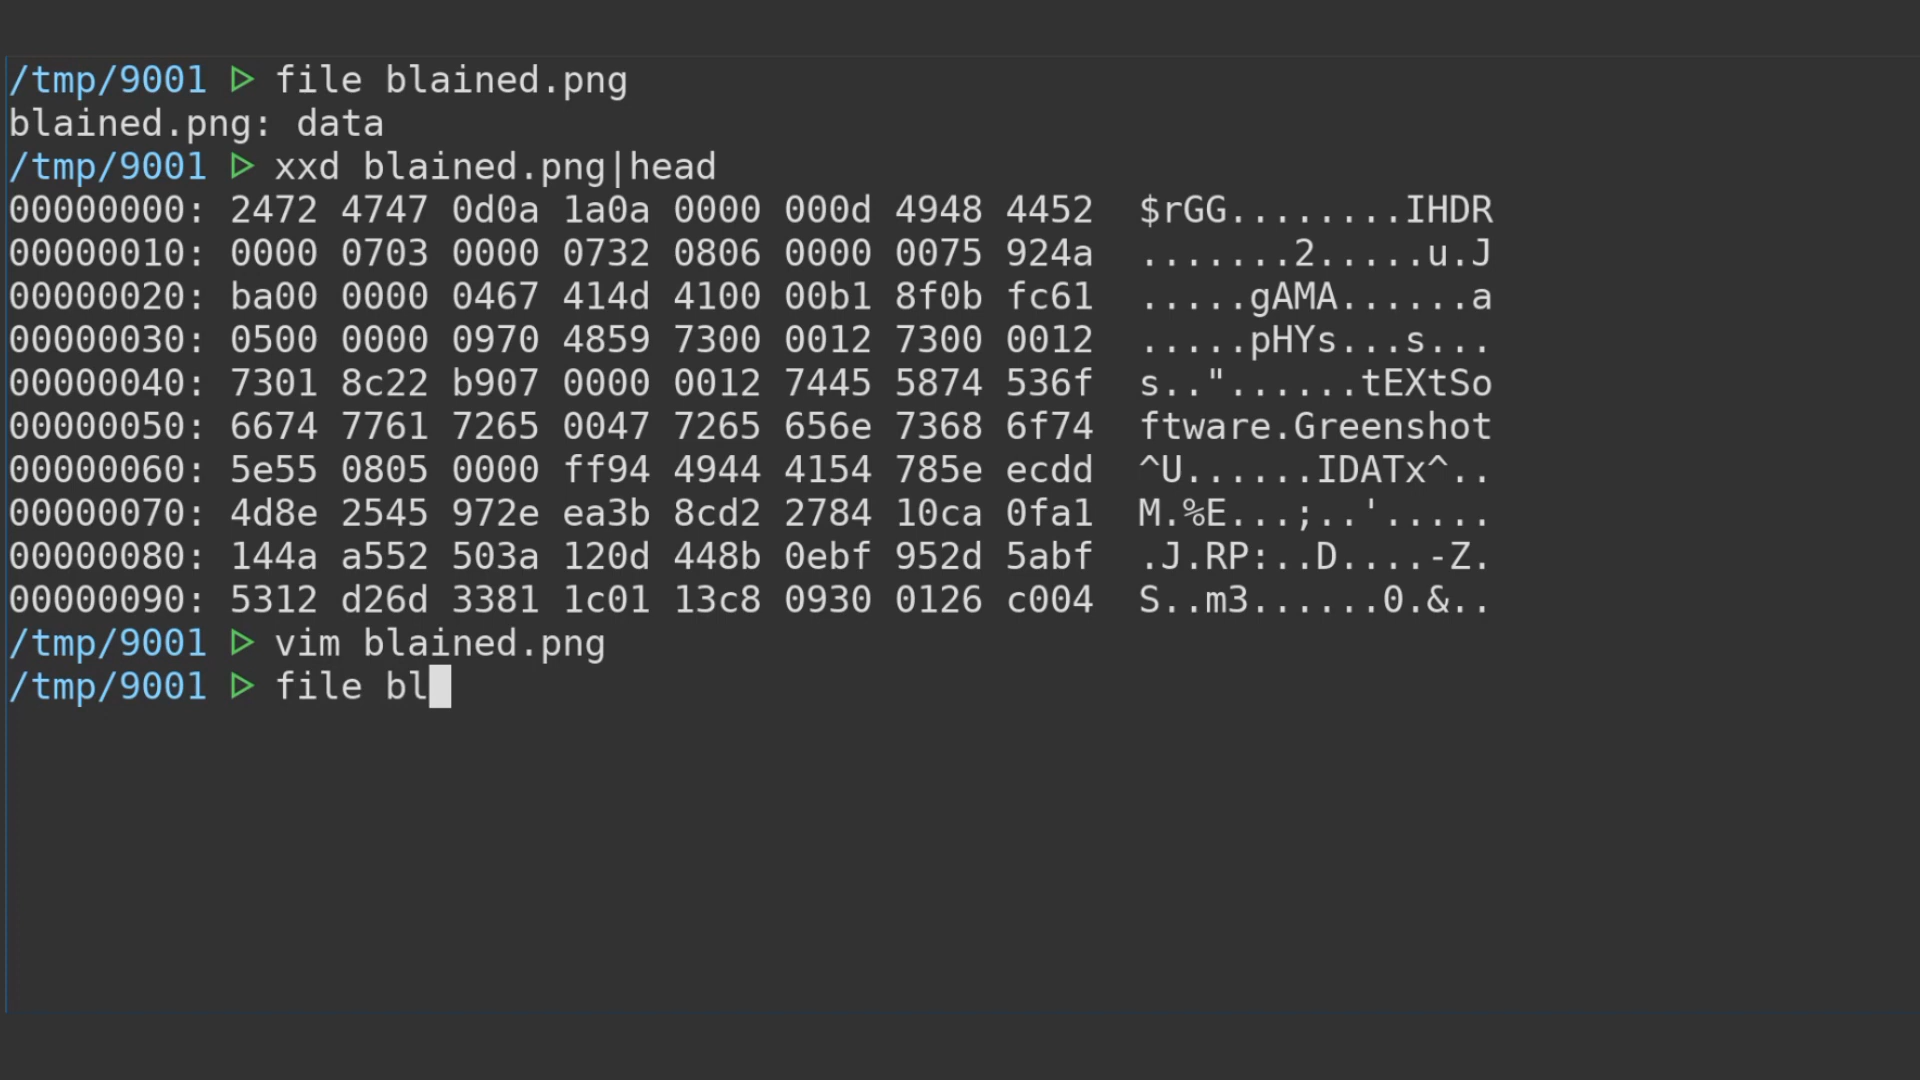 /tmp/9001 ▷ file blained.png
blained.png: data
/tmp/9001 ▷ xxd blained.png|head
00000000: 2472 4747 0d0a 1a0a 0000 000d 4948 4452  $rGG........IHDR
00000010: 0000 0703 0000 0732 0806 0000 0075 924a  .......2.....u.J
00000020: ba00 0000 0467 414d 4100 00b1 8f0b fc61  .....gAMA......a
00000030: 0500 0000 0970 4859 7300 0012 7300 0012  .....pHYs...s...
00000040: 7301 8c22 b907 0000 0012 7445 5874 536f  s.."......tEXtSo
00000050: 6674 7761 7265 0047 7265 656e 7368 6f74  ftware.Greenshot
00000060: 5e55 0805 0000 ff94 4944 4154 785e ecdd  ^U......IDATx^..
00000070: 4d8e 2545 972e ea3b 8cd2 2784 10ca 0fa1  M.%E...;..'.....
00000080: 144a a552 503a 120d 448b 0ebf 952d 5abf  .J.RP:..D....-Z.
00000090: 5312 d26d 3381 1c01 13c8 0930 0126 c004  S..m3......0.&..
/tmp/9001 ▷ vim blained.png
/tmp/9001 ▷ file bl